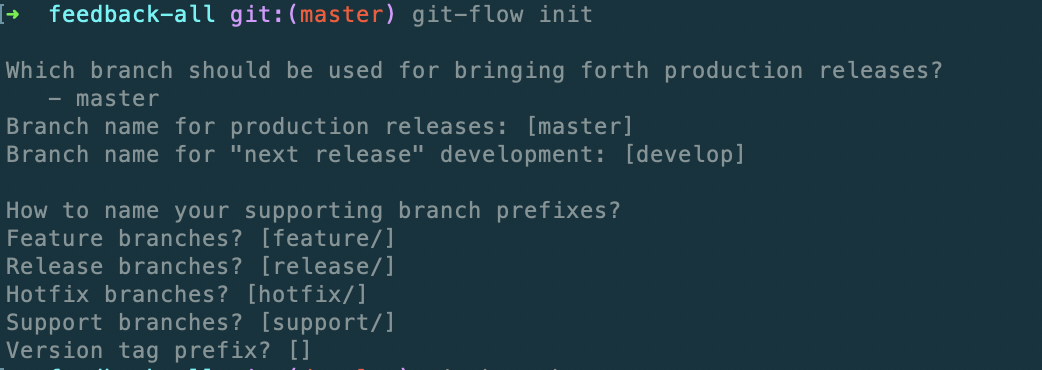 [➜  feedback-all git:(master) git-flow init
Which branch should be used for bringing forth production releases?
   - master
Branch name for production releases: [master]
Branch name for "next release" development: [develop]
How to name your supporting branch prefixes?
Feature branches? [feature/]
Release branches? [release/]
Hotfix branches? [hotfix/]
Support branches? [support/]
Version tag prefix? []